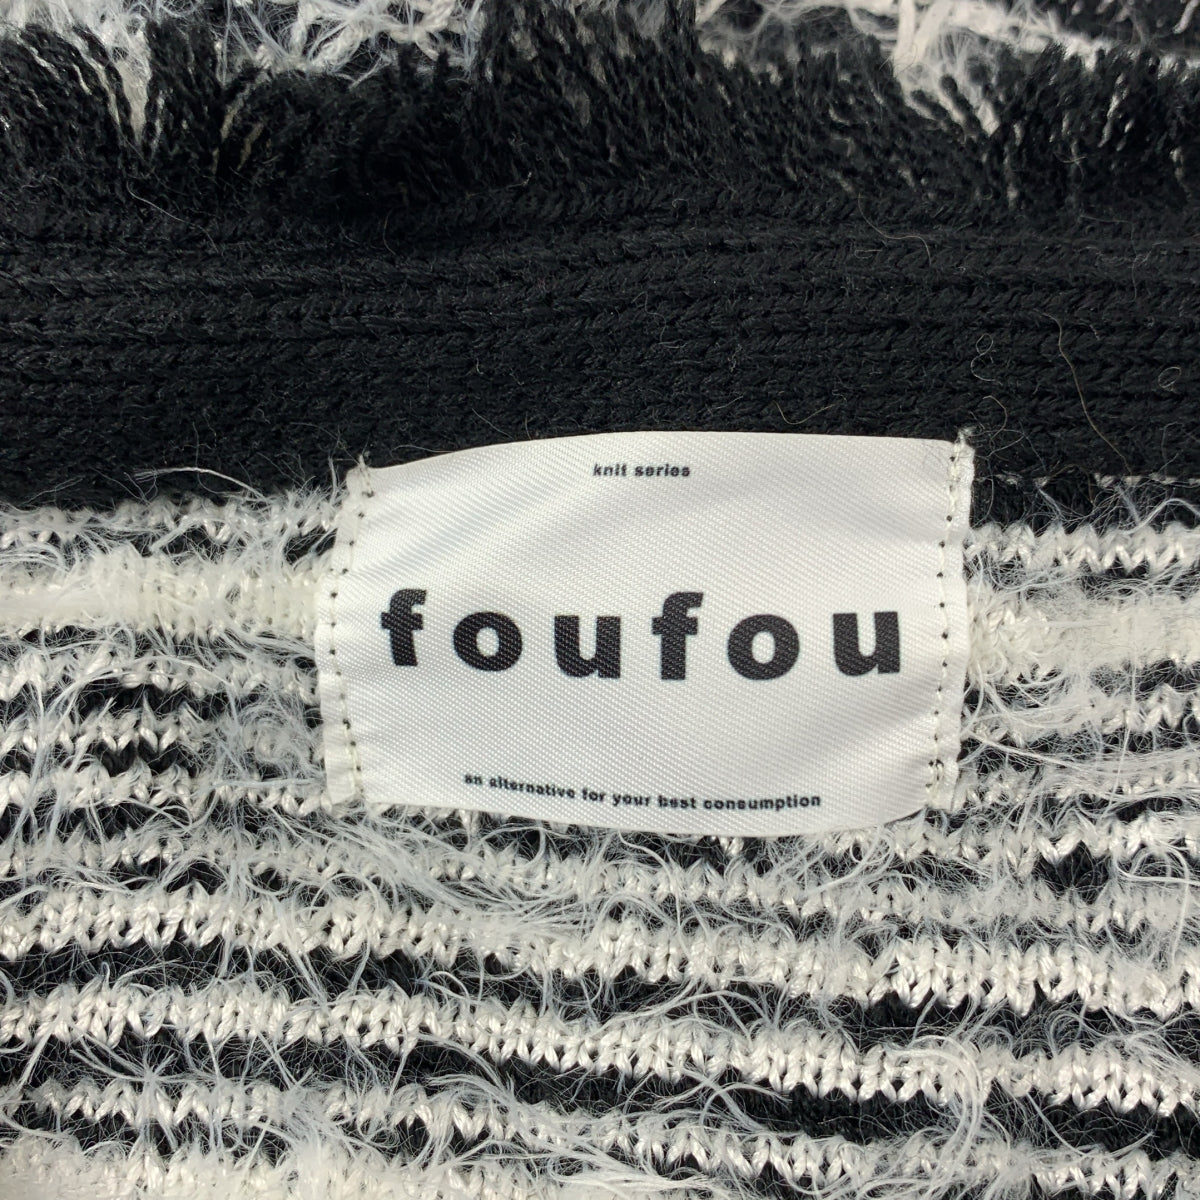 knit series
foufou
an alternative for your best consumption